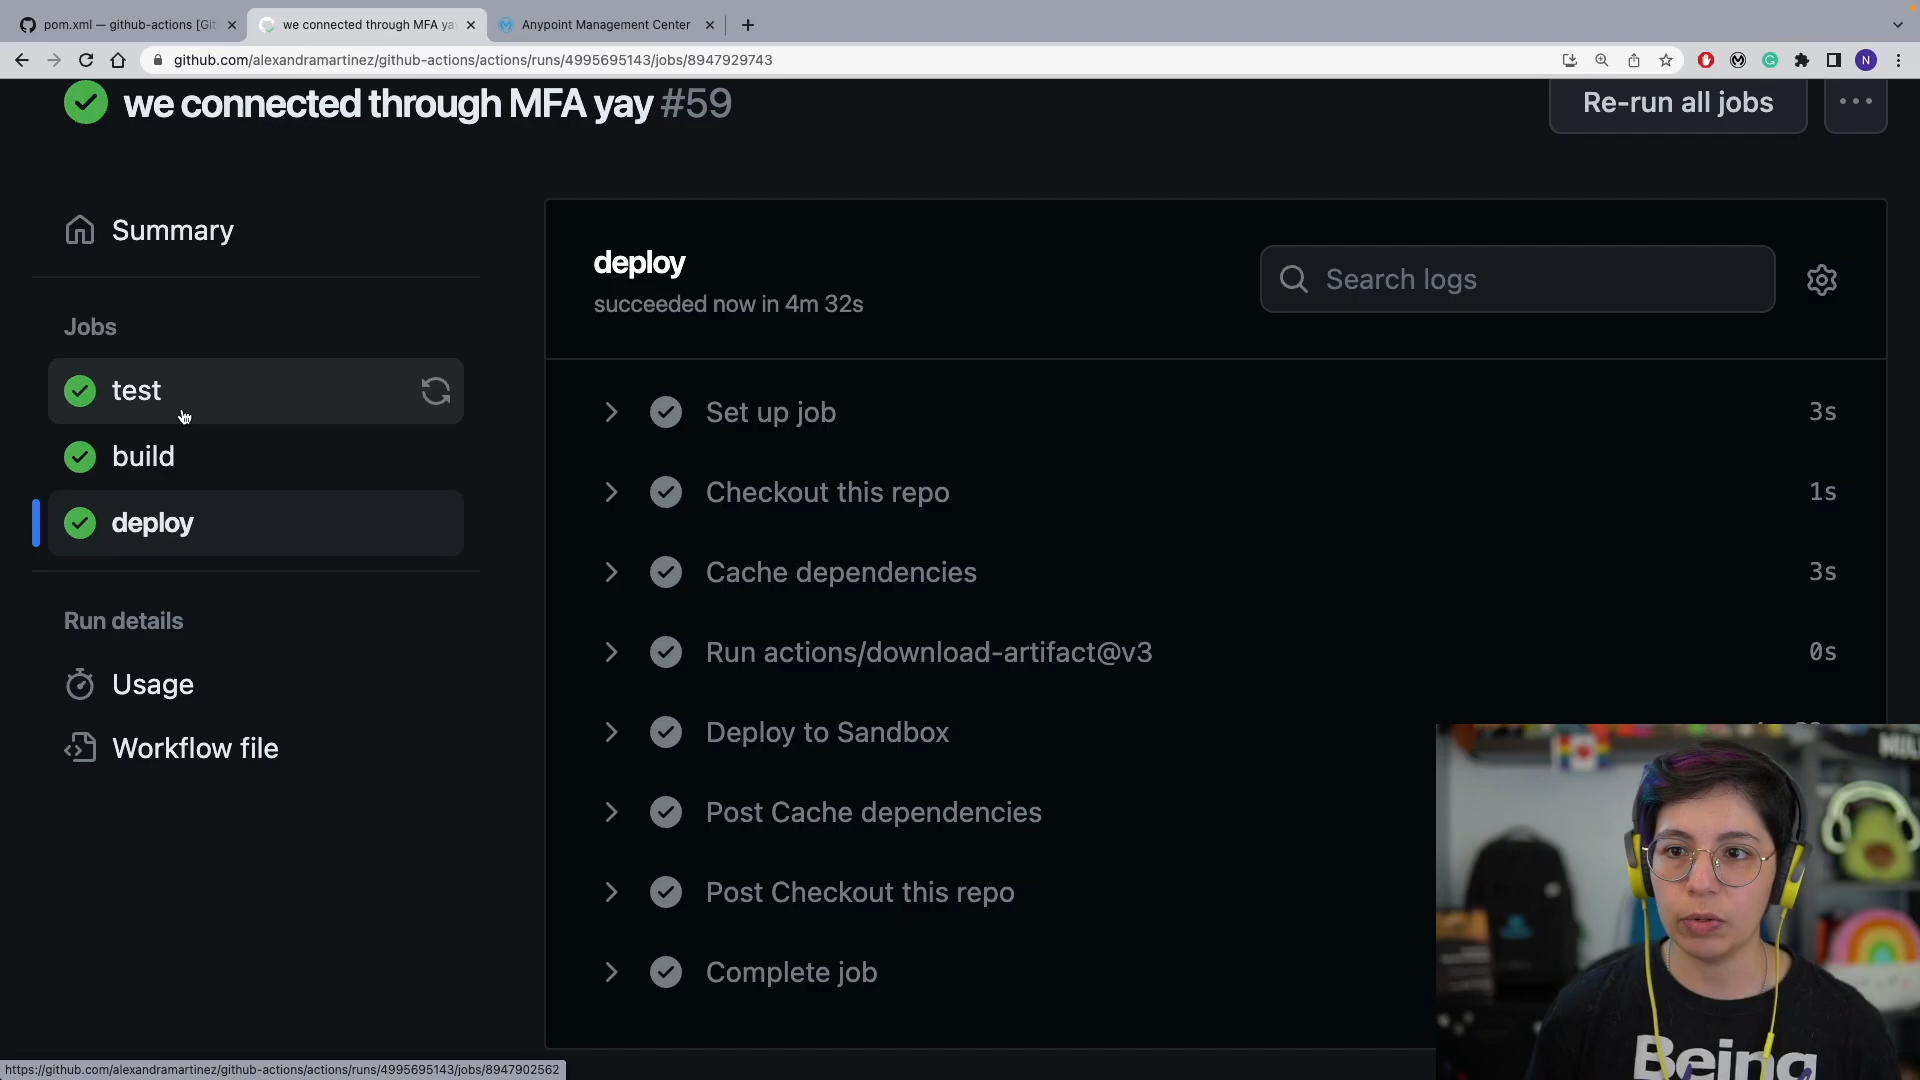 pom.xml — github-actions [Git
we connected through MFA yay
Anypoint Management Center
github.com/alexandramartinez/github-actions/actions/runs/4995695143/jobs/8947929743
N
we connected through MFA yay #59
Re-run all jobs
Summary
Jobs
test
build
deploy
Run details
Usage
Workflow file
deploy
succeeded now in 4m 32s
Search logs
Set up job
3s
Checkout this repo
1s
Cache dependencies
3s
Run actions/download-artifact@v3
0s
Deploy to Sandbox
Post Cache dependencies
Post Checkout this repo
Complete job
Being
https://github.com/alexandramartinez/github-actions/actions/runs/4995695143/jobs/8947902562